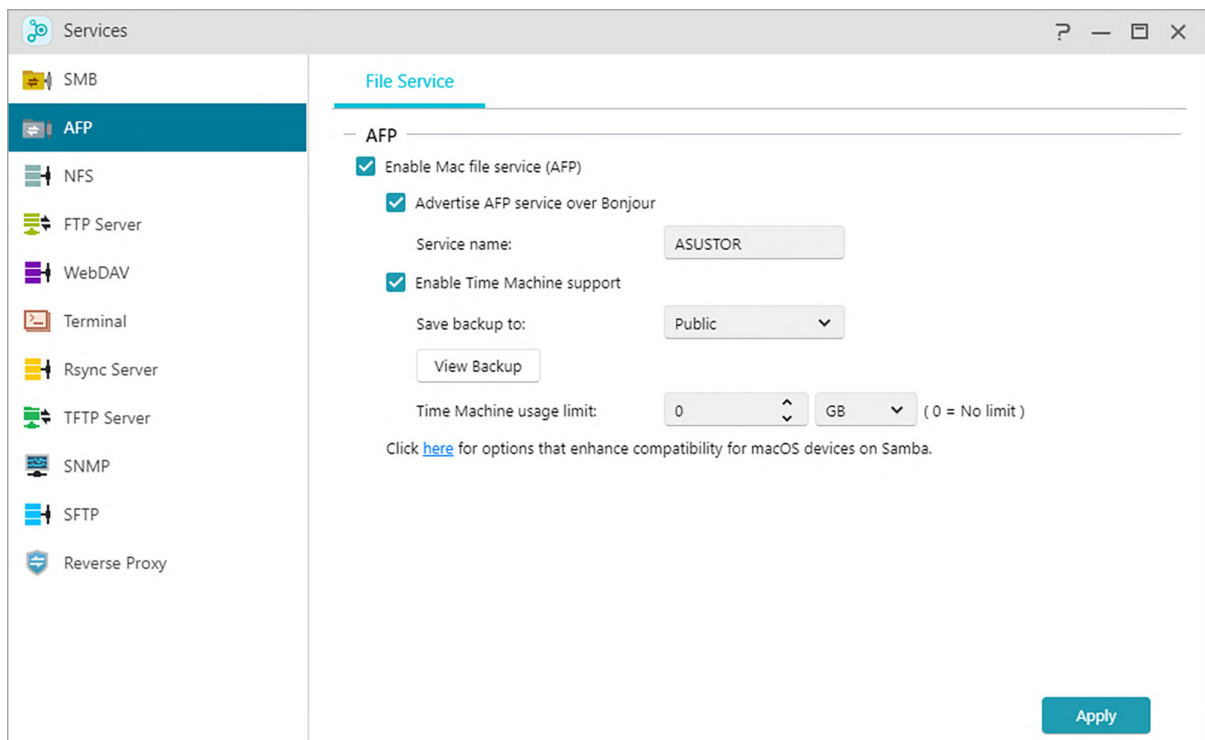 Services
SMB
AFP
NFS
FTP Server
WebDAV
Terminal
Rsync Server
TFTP Server
SNMP
SFTP
Reverse Proxy
File Service
AFP
Enable Mac file service (AFP)
Advertise AFP service over Bonjour
Service name: ASUSTOR
Enable Time Machine support
Save backup to: Public
View Backup
Time Machine usage limit: 0 GB ( 0 = No limit )
Click here for options that enhance compatibility for macOS devices on Samba.
Apply